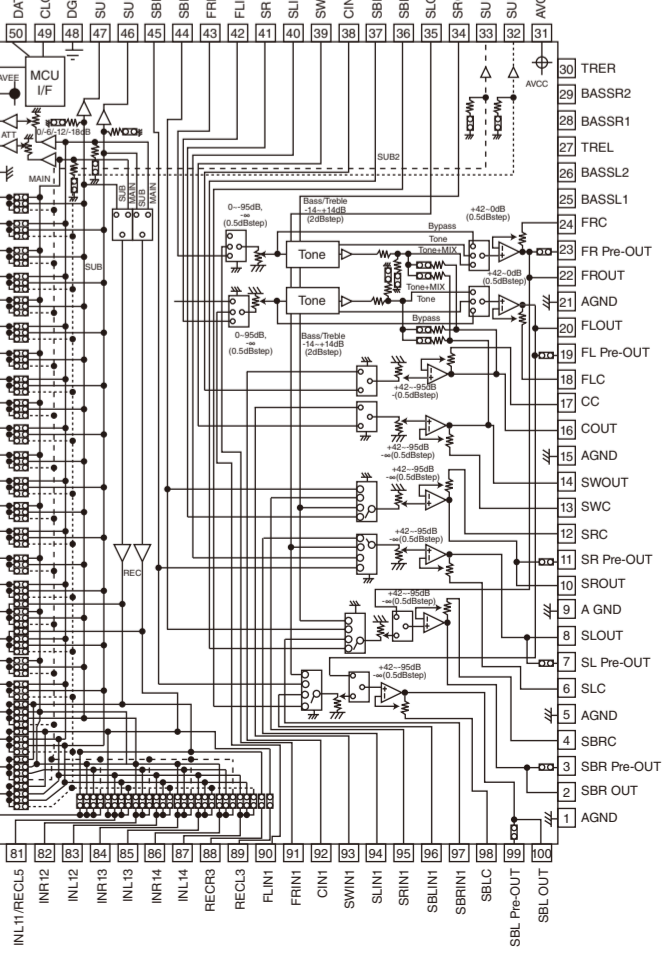 50 49 48 47 46 45 44 43 42 41 40 39 38 37 36 35 34 33 32 31
AVEE
MCU
I/F
AVCC
ATT
0/-6/-12/-18dB
MAIN
SUB
MAIN
SUB
MAIN
SUB2
SUB
REC
0~-95dB,
-∞
(0.5dBstep)
Bass/Treble
-14~+14dB
(2dBstep)
Bypass
Tone
Tone
Tone+MIX
+42~0dB
(0.5dBstep)
Tone
Tone+MIX
Tone
Bypass
+42~0dB
(0.5dBstep)
0~-95dB,
-∞
(0.5dBstep)
Bass/Treble
-14~+14dB
(2dBstep)
+42~-95dB
-∞(0.5dBstep)
+42~-95dB
-∞(0.5dBstep)
+42~-95dB
-∞(0.5dBstep)
+42~-95dB
-∞(0.5dBstep)
+42~-95dB
-∞(0.5dBstep)
+42~-95dB
-∞(0.5dBstep)
30 TRER
29 BASSR2
28 BASSR1
27 TREL
26 BASSL2
25 BASSL1
24 FRC
23 FR Pre-OUT
22 FROUT
21 AGND
20 FLOUT
19 FL Pre-OUT
18 FLC
17 CC
16 COUT
15 AGND
14 SWOUT
13 SWC
12 SRC
11 SR Pre-OUT
10 SROUT
9 A GND
8 SLOUT
7 SL Pre-OUT
6 SLC
5 AGND
4 SBRC
3 SBR Pre-OUT
2 SBR OUT
1 AGND
81 INL11/RECL5
82 INR12
83 INL12
84 INR13
85 INL13
86 INR14
87 INL14
88 RECR3
89 RECL3
90 FLIN1
91 FRIN1
92 CIN1
93 SWIN1
94 SLIN1
95 SRIN1
96 SBLIN1
97 SBRIN1
98 SBLC
99 SBL Pre-OUT
100 SBL OUT